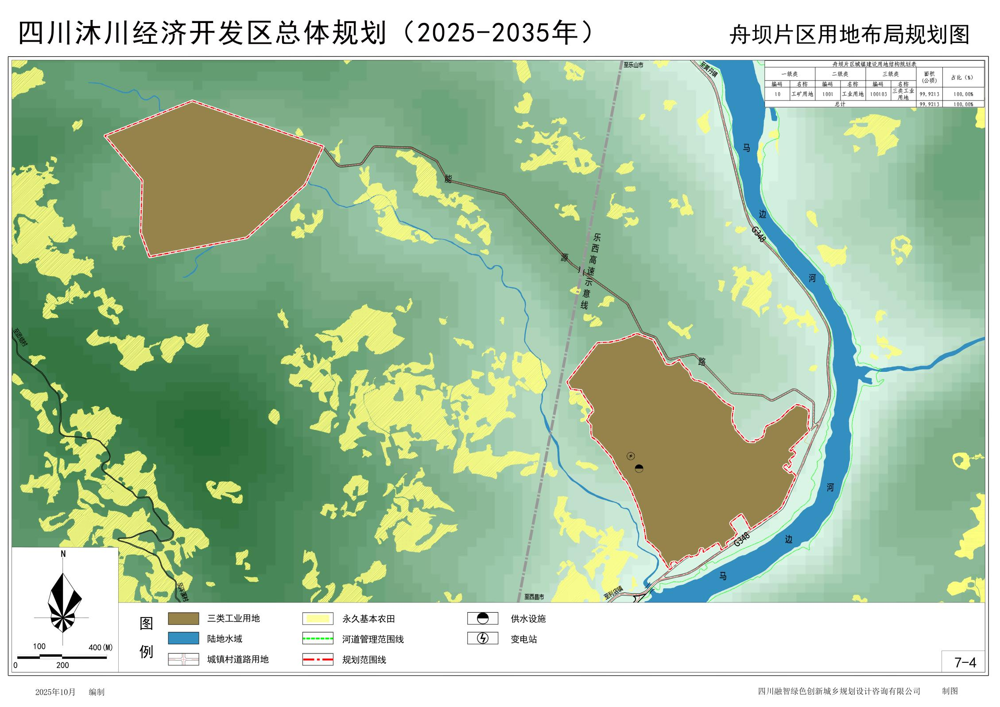 四川沐川经济开发区总体规划（2025-2035年）
舟坝片区用地布局规划图
舟坝片区城镇建设用地结构规划表
一级类 二级类 三级类 面积(公顷) 占比（%）
编码 名称 编码 名称 编码 名称
10 工矿用地 1001 工业用地 100103 三类工业用地 99.9213 100.00%
总计 99.9213 100.00%
至乐山市
至黄丹镇
马
边
河
G348
能
源
路
乐西高速示意线
至团结村
河
边
马
G348
至洋溪村
至西昌市
至利店镇
N
100 400(M)
0 200
图例
三类工业用地
陆地水域
城镇村道路用地
永久基本农田
河道管理范围线
规划范围线
供水设施
变电站
7-4
2025年10月 编制
四川融智绿色创新城乡规划设计咨询有限公司 制图